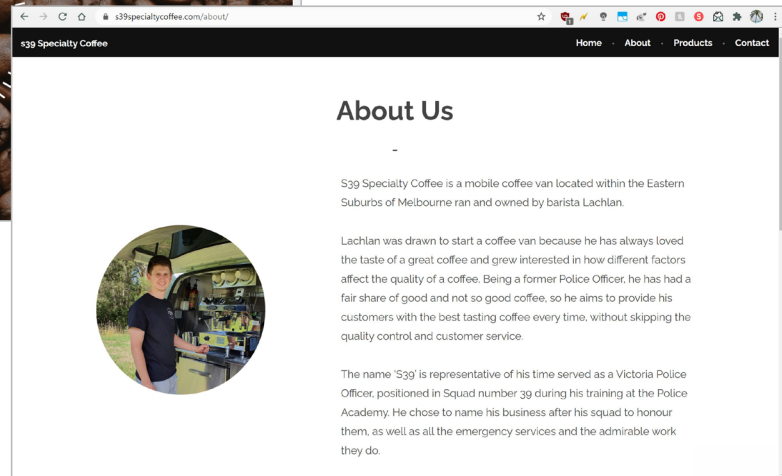 s39specialtycoffee.com/about/
s39 Specialty Coffee
Home · About · Products · Contact
About Us
-
S39 Specialty Coffee is a mobile coffee van located within the Eastern
Suburbs of Melbourne ran and owned by barista Lachlan.
Lachlan was drawn to start a coffee van because he has always loved
the taste of a great coffee and grew interested in how different factors
affect the quality of a coffee. Being a former Police Officer, he has had a
fair share of good and not so good coffee, so he aims to provide his
customers with the best tasting coffee every time, without skipping the
quality control and customer service.
The name ‘S39’ is representative of his time served as a Victoria Police
Officer, positioned in Squad number 39 during his training at the Police
Academy. He chose to name his business after his squad to honour
them, as well as all the emergency services and the admirable work
they do.